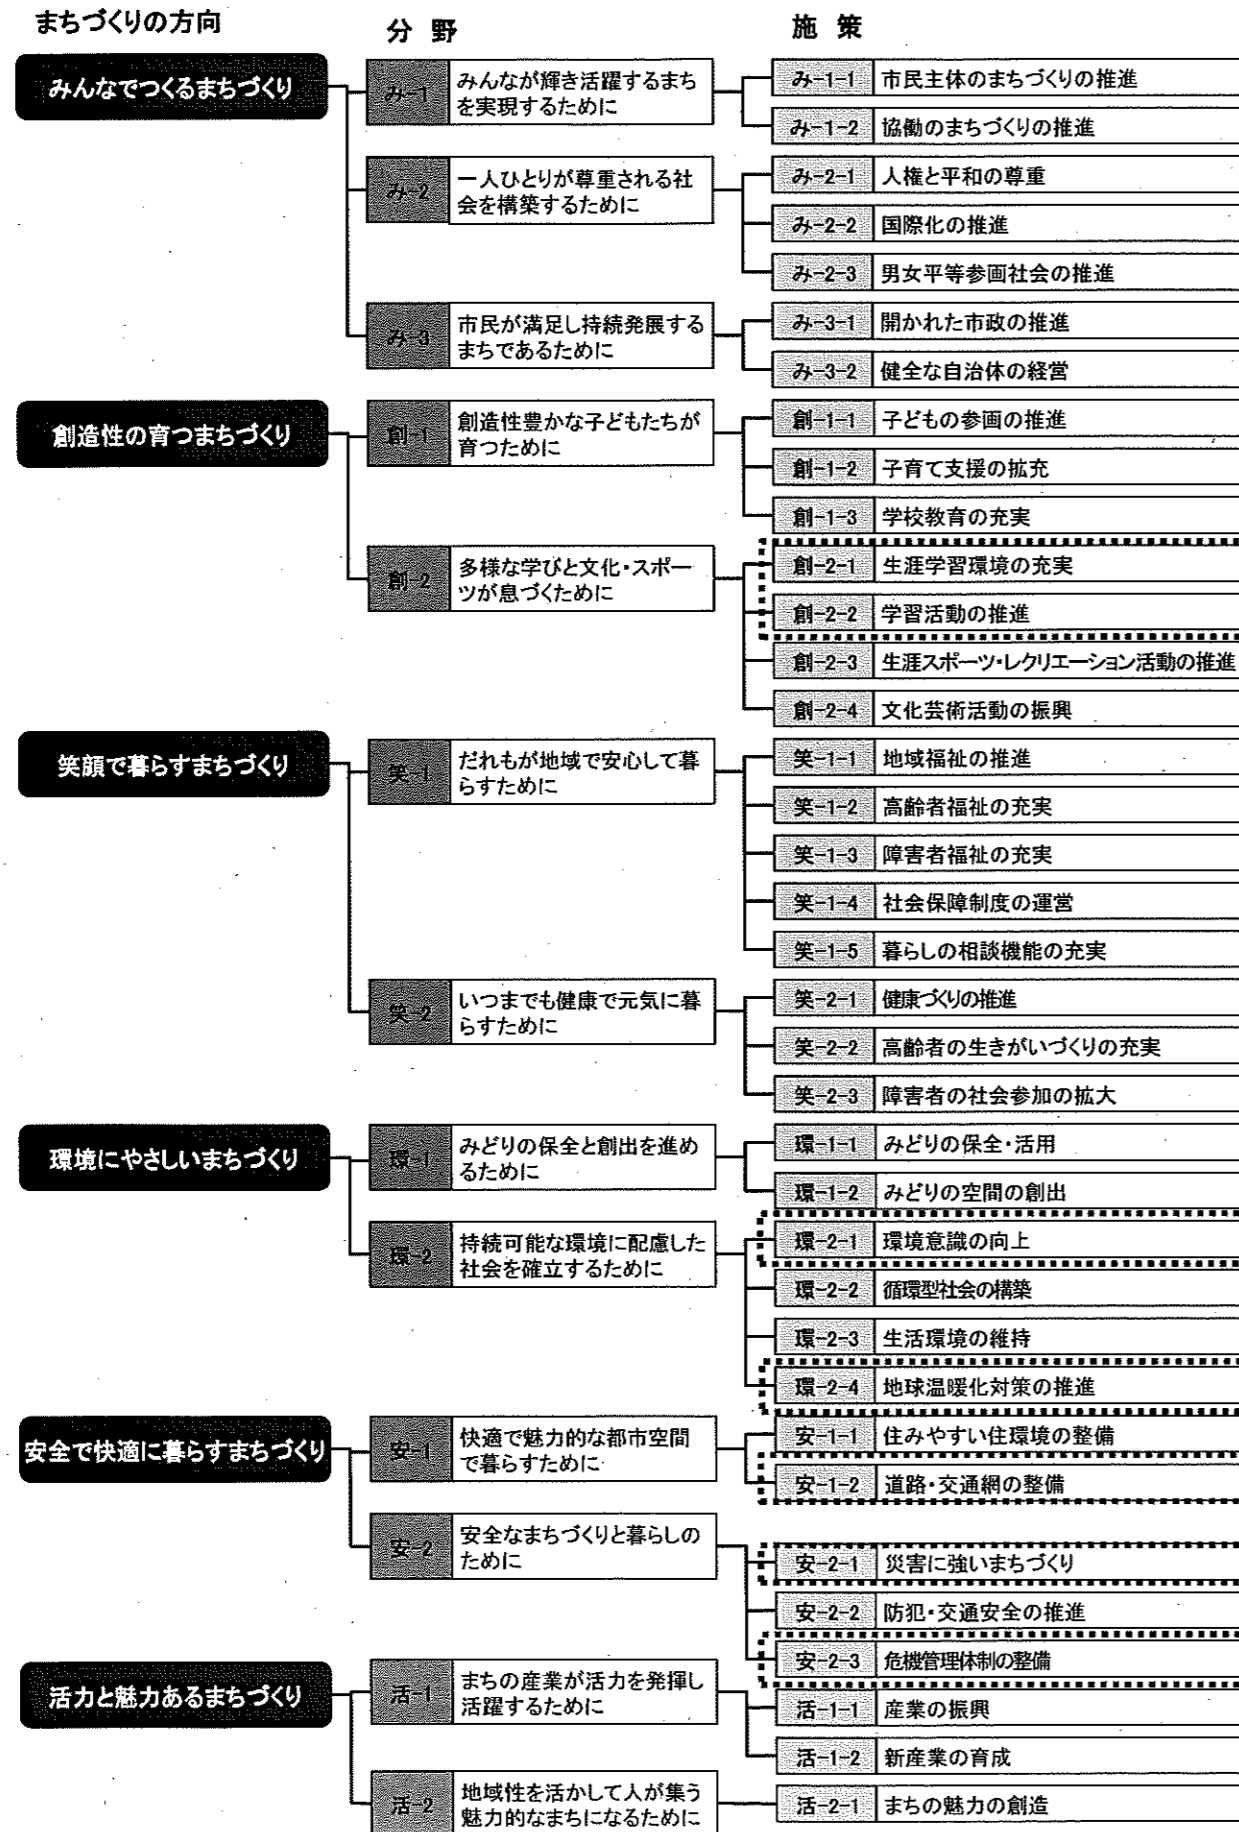 まちづくりの方向
分 野
施 策
みんなでつくるまちづくり
み-1
みんなが輝き活躍するまち
を実現するために
み-1-1
市民主体のまちづくりの推進
み-1-2
協働のまちづくりの推進
み-2
一人ひとりが尊重される社
会を構築するために
み-2-1
人権と平和の尊重
み-2-2
国際化の推進
み-2-3
男女平等参画社会の推進
み-3
市民が満足し持続発展する
まちであるために
み-3-1
開かれた市政の推進
み-3-2
健全な自治体の経営
創造性の育つまちづくり
創-1
創造性豊かな子どもたちが
育つために
創-1-1
子どもの参画の推進
創-1-2
子育て支援の拡充
創-1-3
学校教育の充実
創-2
多様な学びと文化・スポー
ツが息づくために
創-2-1
生涯学習環境の充実
創-2-2
学習活動の推進
創-2-3
生涯スポーツ・レクリエーション活動の推進
創-2-4
文化芸術活動の振興
笑顔で暮らすまちづくり
笑-1
だれもが地域で安心して暮
らすために
笑-1-1
地域福祉の推進
笑-1-2
高齢者福祉の充実
笑-1-3
障害者福祉の充実
笑-1-4
社会保障制度の運営
笑-1-5
暮らしの相談機能の充実
笑-2
いつまでも健康で元気に暮
らすために
笑-2-1
健康づくりの推進
笑-2-2
高齢者の生きがいづくりの充実
笑-2-3
障害者の社会参加の拡大
環境にやさしいまちづくり
環-1
みどりの保全と創出を進め
るために
環-1-1
みどりの保全・活用
環-1-2
みどりの空間の創出
環-2
持続可能な環境に配慮した
社会を確立するために
環-2-1
環境意識の向上
環-2-2
循環型社会の構築
環-2-3
生活環境の維持
環-2-4
地球温暖化対策の推進
安全で快適に暮らすまちづくり
安-1
快適で魅力的な都市空間
で暮らすために
安-1-1
住みやすい住環境の整備
安-1-2
道路・交通網の整備
安-2
安全なまちづくりと暮らしの
ために
安-2-1
災害に強いまちづくり
安-2-2
防犯・交通安全の推進
安-2-3
危機管理体制の整備
活力と魅力あるまちづくり
活-1
まちの産業が活力を発揮し
活躍するために
活-1-1
産業の振興
活-1-2
新産業の育成
活-2
地域性を活かして人が集う
魅力的なまちになるために
活-2-1
まちの魅力の創造